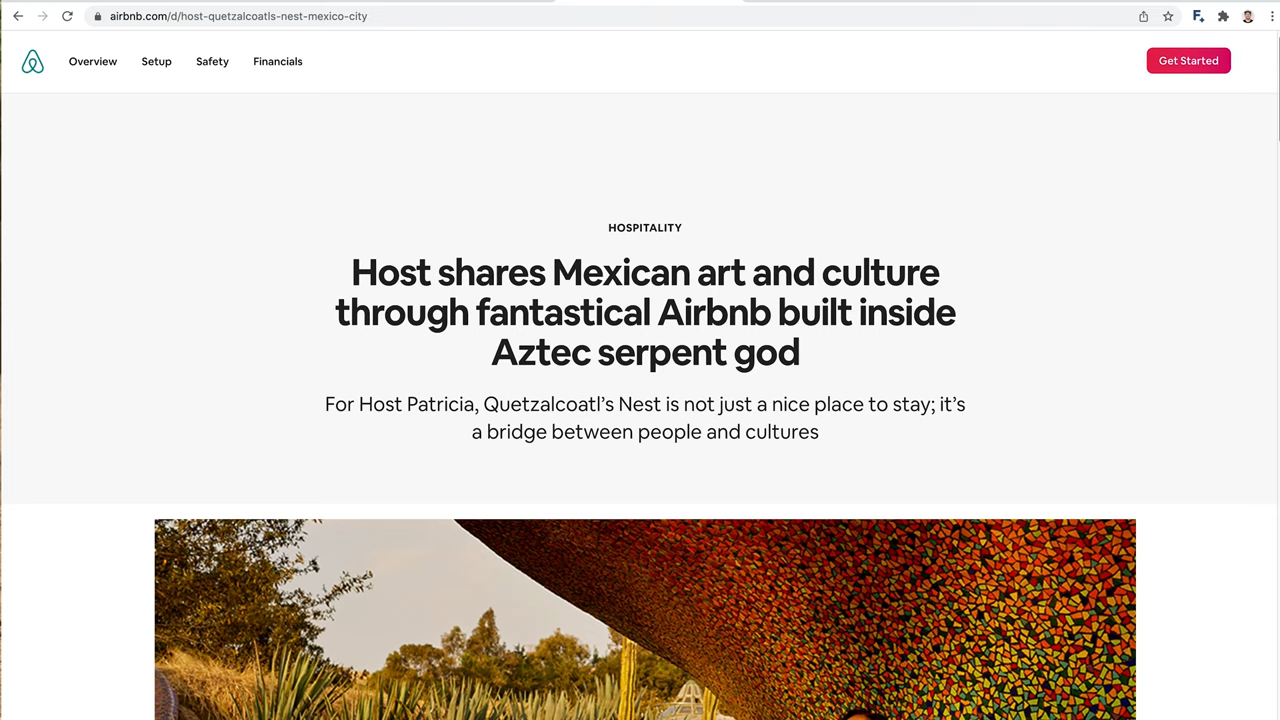 airbnb.com/d/host-quetzalcoatls-nest-mexico-city
Overview Setup Safety Financials Get Started
HOSPITALITY
Host shares Mexican art and culture
through fantastical Airbnb built inside
Aztec serpent god
For Host Patricia, Quetzalcoatl’s Nest is not just a nice place to stay; it’s
a bridge between people and cultures